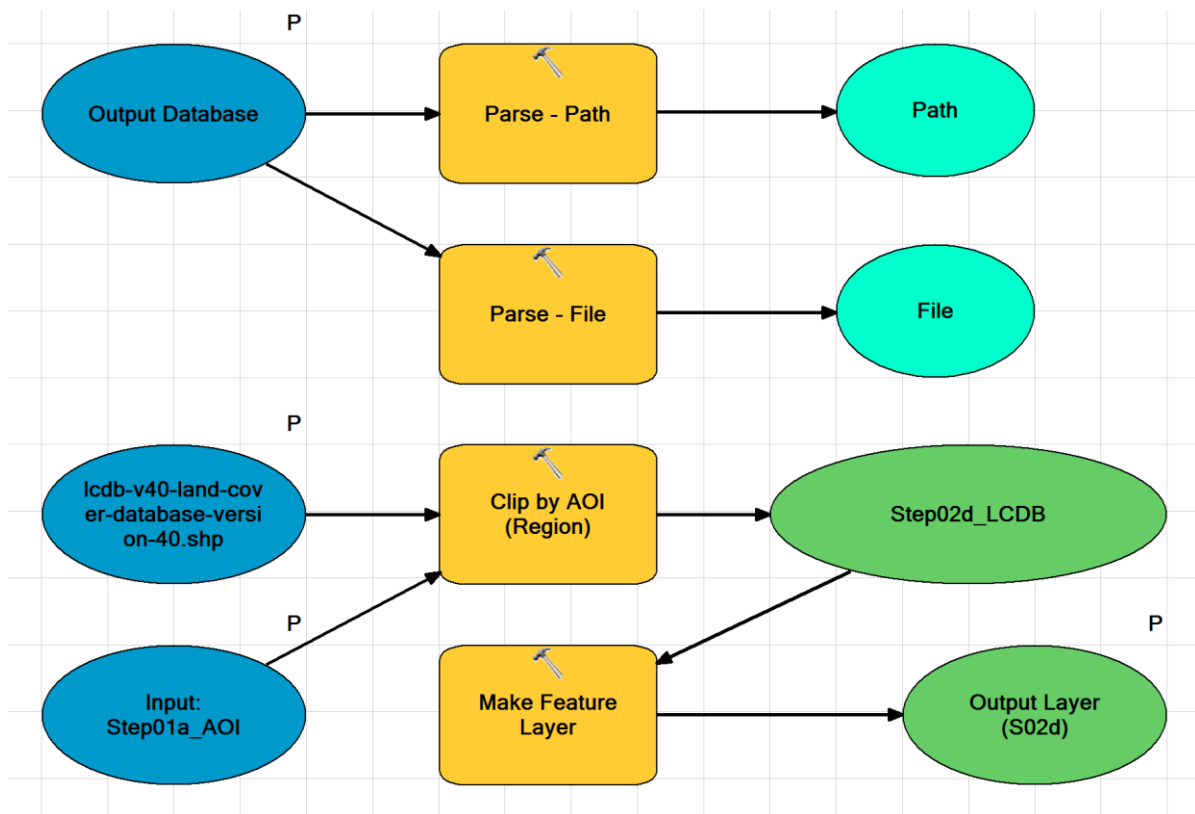 P
Output Database
Parse - Path
Path
Parse - File
File
P
lcdb-v40-land-cov
er-database-versi
on-40.shp
Clip by AOI
(Region)
Step02d_LCDB
P
Input:
Step01a_AOI
Make Feature
Layer
P
Output Layer
(S02d)